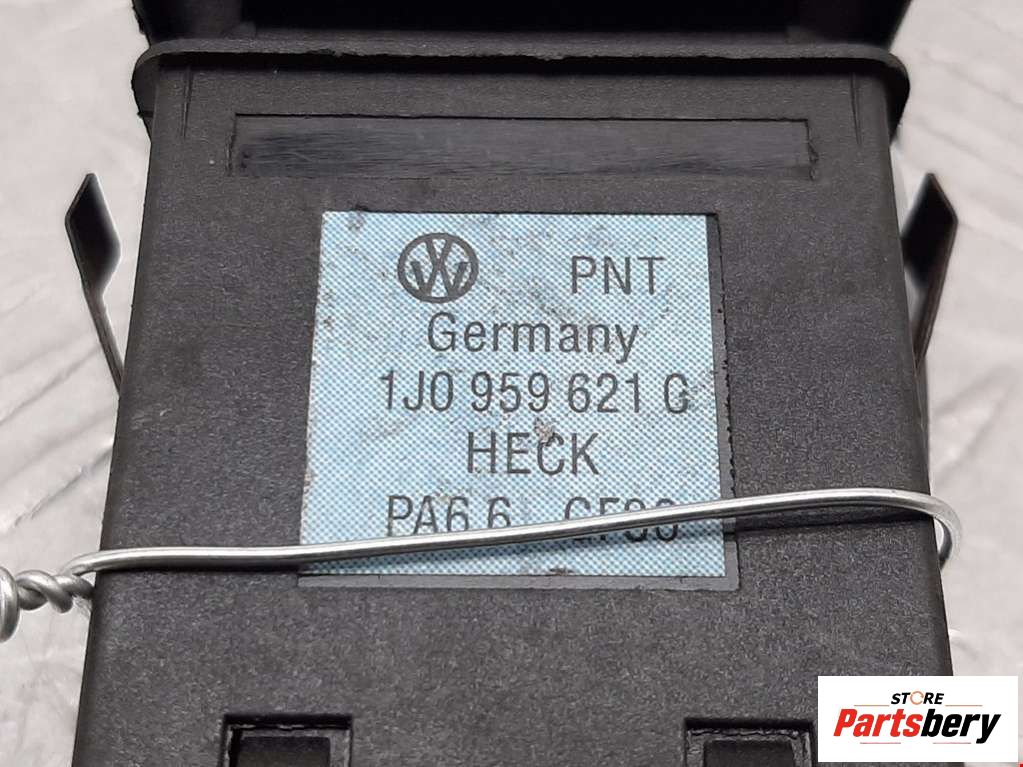 PNT
Germany
1J0 959 621 C
HECK
PA6.6
STORE
Partsbery